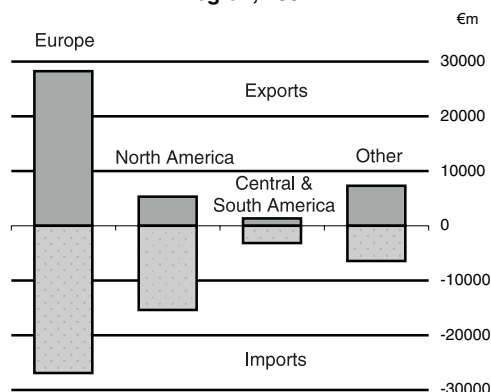 €m
Europe
30000
Exports
20000
North America
Other
10000
Central &
South America
0
-10000
-20000
Imports
-30000